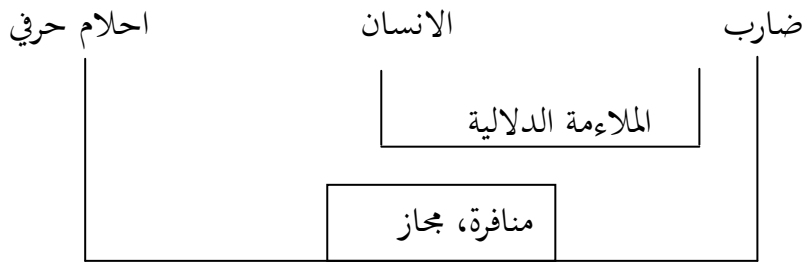 ضارب الانسان احلام حرفي
الملاءمة الدلالية
منافرة، مجاز